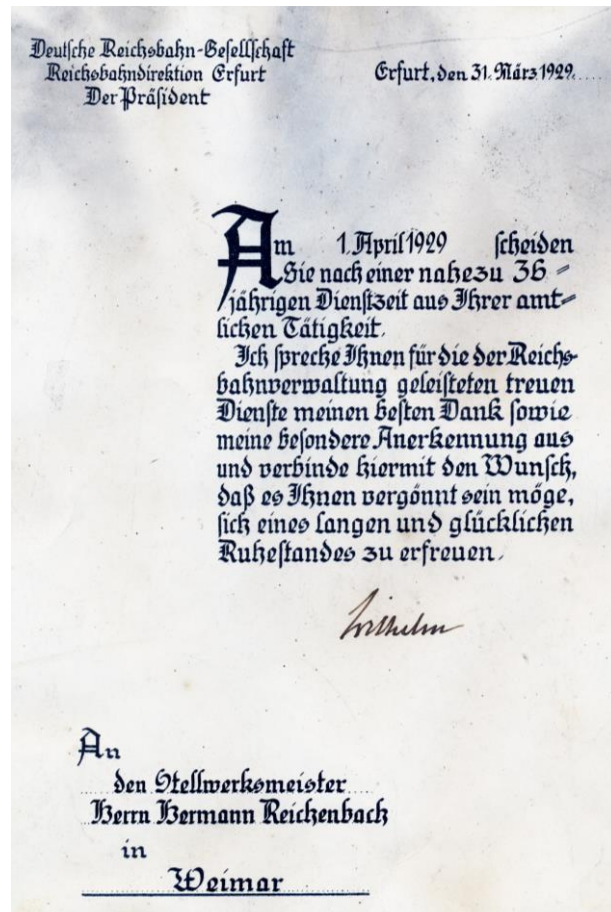 Deutsche Reichsbahn-Gesellschaft
Reichsbahndirektion Erfurt
Der Präsident
Erfurt, den 31. März 1929.
Am 1. April 1929 scheiden
Sie nach einer nahezu 36-
jährigen Dienstzeit aus Ihrer amt-
lichen Tätigkeit.
Ich spreche Ihnen für die der Reichs-
bahnverwaltung geleisteten treuen
Dienste meinen besten Dank sowie
meine besondere Anerkennung aus
und verbinde hiermit den Wunsch,
daß es Ihnen vergönnt sein möge,
sich eines langen und glücklichen
Ruhestandes zu erfreuen.
Wilhelm
An
den Stellwerksmeister
Herrn Hermann Reichenbach
in
Weimar